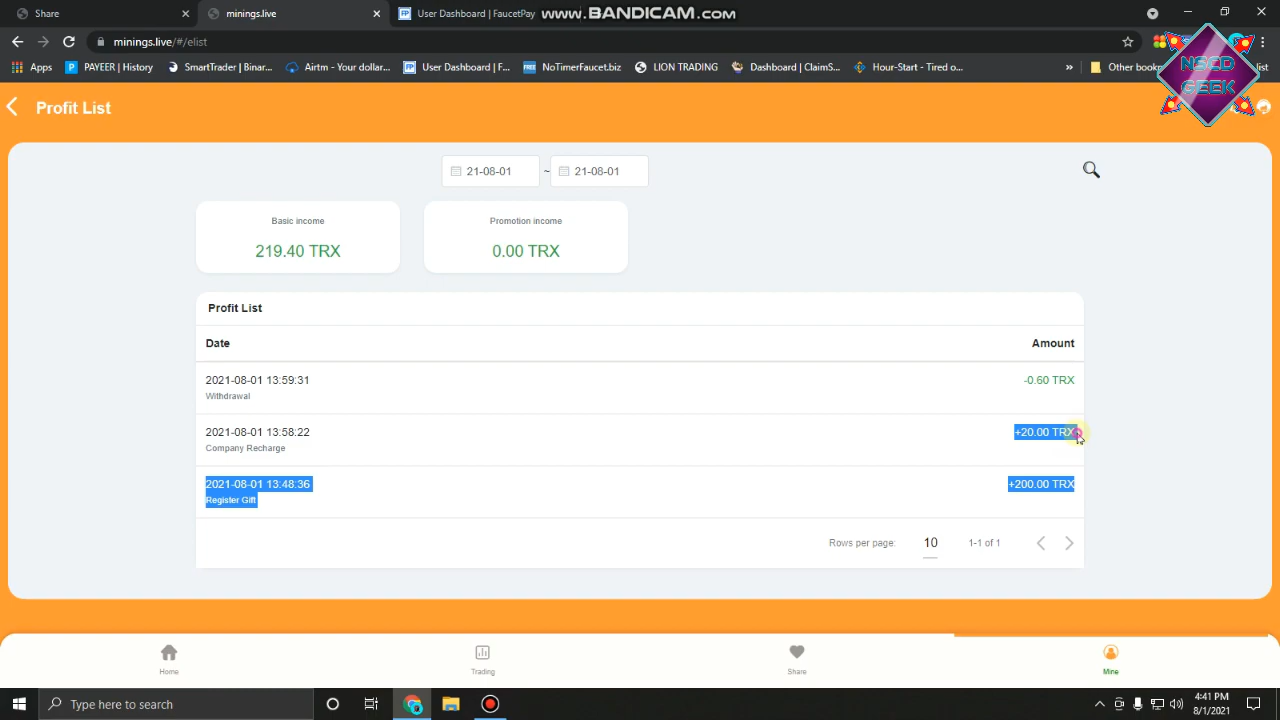 Share
minings.live
User Dashboard | FaucetPay
www.BANDICAM.com
minings.live/#/elist
Apps
PAYEER | History
SmartTrader | Binar...
Airtm - Your dollar...
User Dashboard | F...
NoTimerFaucet.biz
LION TRADING
Dashboard | ClaimS...
Hour-Start - Tired o...
»
Other bookm
list
NSCD
GEEK
Profit List
21-08-01
~
21-08-01
Basic income
219.40 TRX
Promotion income
0.00 TRX
Profit List
Date
Amount
2021-08-01 13:59:31
-0.60 TRX
Withdrawal
2021-08-01 13:58:22
+20.00 TRX
Company Recharge
2021-08-01 13:48:36
+200.00 TRX
Register Gift
Rows per page:
10
1-1 of 1
Home
Trading
Share
Mine
Type here to search
4:41 PM
8/1/2021